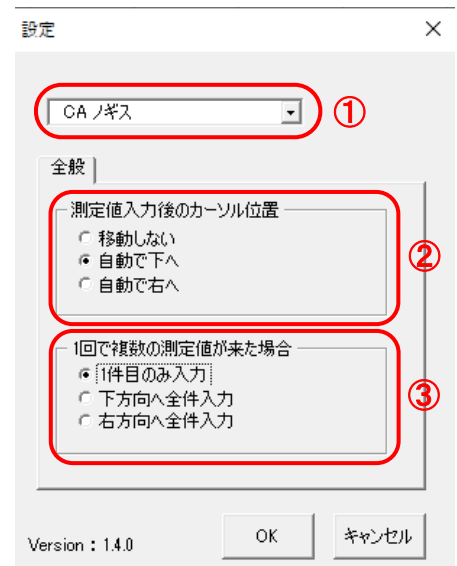 設定
CA ノギス
①
全般
測定値入力後のカーソル位置
移動しない
自動で下へ
自動で右へ
②
1回で複数の測定値が来た場合
1件目のみ入力
下方向へ全件入力
右方向へ全件入力
③
Version：1.4.0
OK
キャンセル